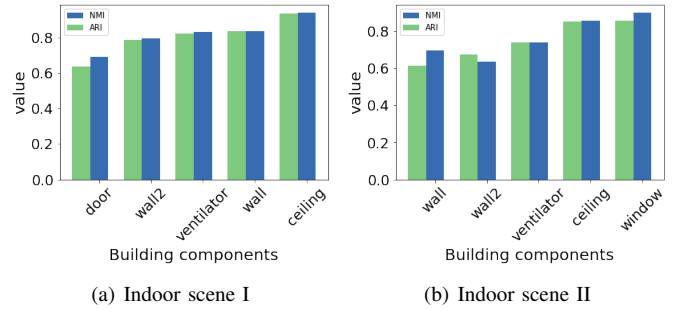 NMI
ARI
0.8
0.6
0.4
0.2
0.0
value
door
wall2
ventilator
wall
ceiling
Building components
(a) Indoor scene I
NMI
ARI
0.8
0.6
0.4
0.2
0.0
value
wall
wall2
ventilator
ceiling
window
Building components
(b) Indoor scene II